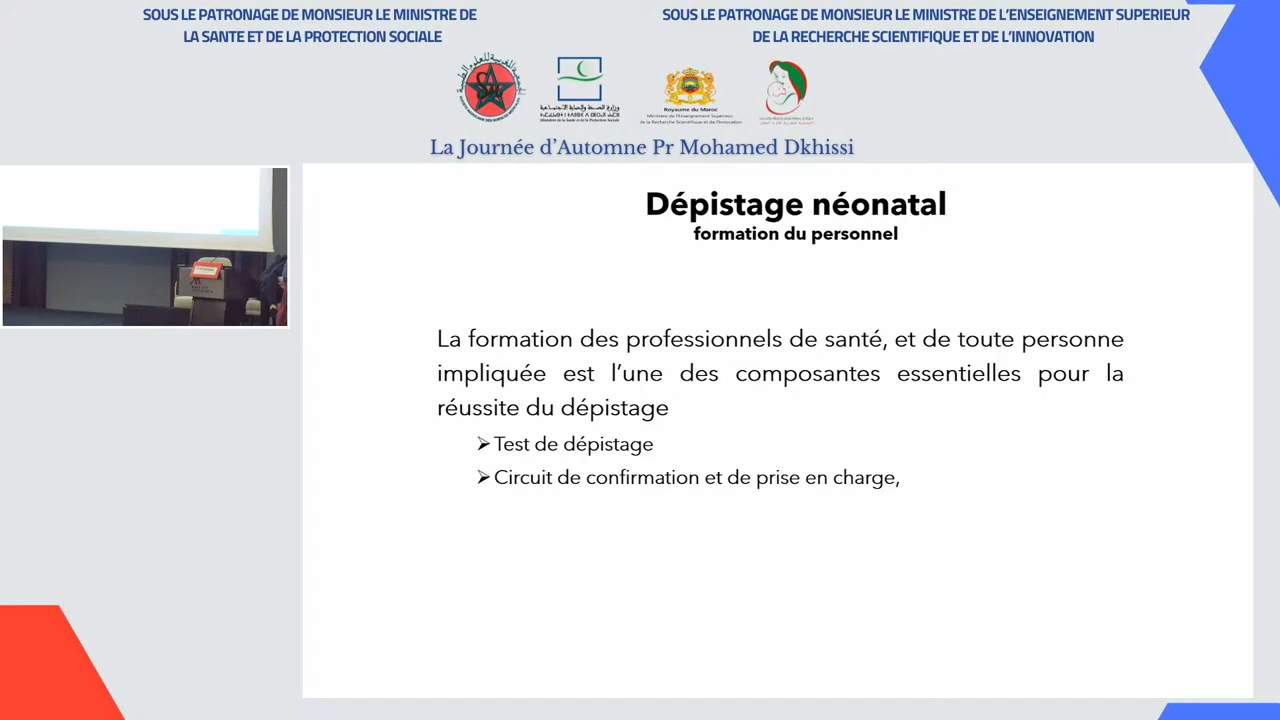 SOUS LE PATRONAGE DE MONSIEUR LE MINISTRE DE
LA SANTE ET DE LA PROTECTION SOCIALE
SOUS LE PATRONAGE DE MONSIEUR LE MINISTRE DE L'ENSEIGNEMENT SUPERIEUR
DE LA RECHERCHE SCIENTIFIQUE ET DE L'INNOVATION
Royaume du Maroc
La Journée d'Automne Pr Mohamed Dkhissi
Dépistage néonatal
formation du personnel
La formation des professionnels de santé, et de toute personne
impliquée est l'une des composantes essentielles pour la
réussite du dépistage
➢Test de dépistage
➢Circuit de confirmation et de prise en charge,